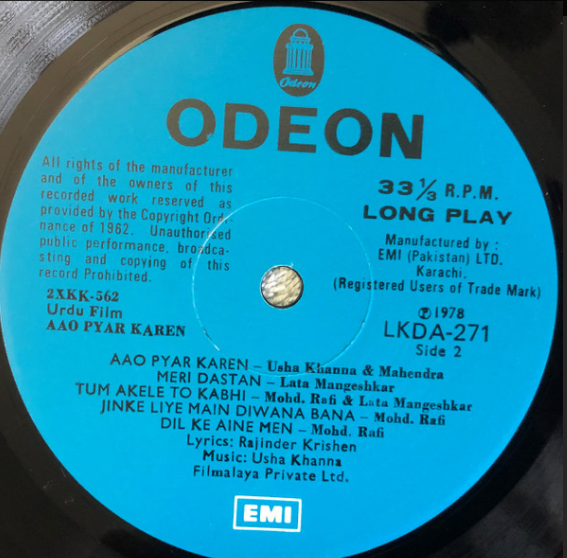 Odeon
ODEON
All rights of the manufacturer
and of the owners of this
recorded work reserved as
provided by the Copyright Ordi-
nance of 1962. Unauthorised
public performance, broadca-
sting and copying of this
record Prohibited.
33 1/3 R.P.M.
LONG PLAY
Manufactured by :
EMI (Pakistan) LTD.
Karachi.
(Registered Users of Trade Mark)
2XKK-562
Urdu Film
AAO PYAR KAREN
℗ 1978
LKDA-271
Side 2
AAO PYAR KAREN – Usha Khanna & Mahendra
MERI DASTAN – Lata Mangeshkar
TUM AKELE TO KABHI – Mohd. Rafi & Lata Mangeshkar
JINKE LIYE MAIN DIWANA BANA – Mohd. Rafi
DIL KE AINE MEN – Mohd. Rafi
Lyrics: Rajinder Krishen
Music: Usha Khanna
Filmalaya Private Ltd.
EMI